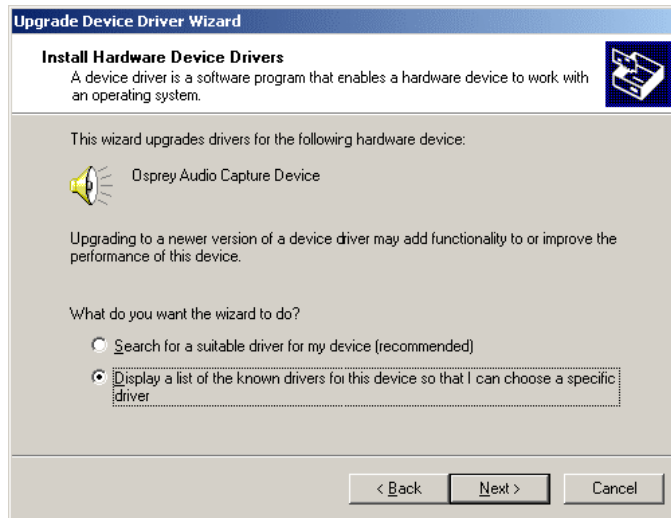 Upgrade Device Driver Wizard
Install Hardware Device Drivers
A device driver is a software program that enables a hardware device to work with
an operating system.
This wizard upgrades drivers for the following hardware device:
Osprey Audio Capture Device
Upgrading to a newer version of a device driver may add functionality to or improve the
performance of this device.
What do you want the wizard to do?
Search for a suitable driver for my device (recommended)
Display a list of the known drivers for this device so that I can choose a specific
driver
< Back Next > Cancel